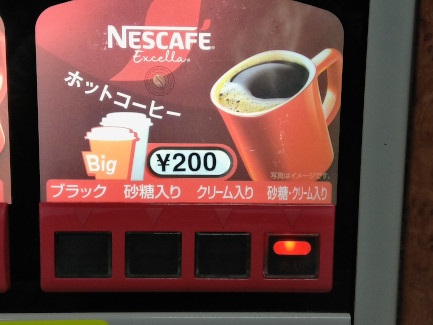 NESCAFÉ
Excella
ホットコーヒー
Big
¥200
写真はイメージです。
ブラック 砂糖入り クリーム入り 砂糖・クリーム入り